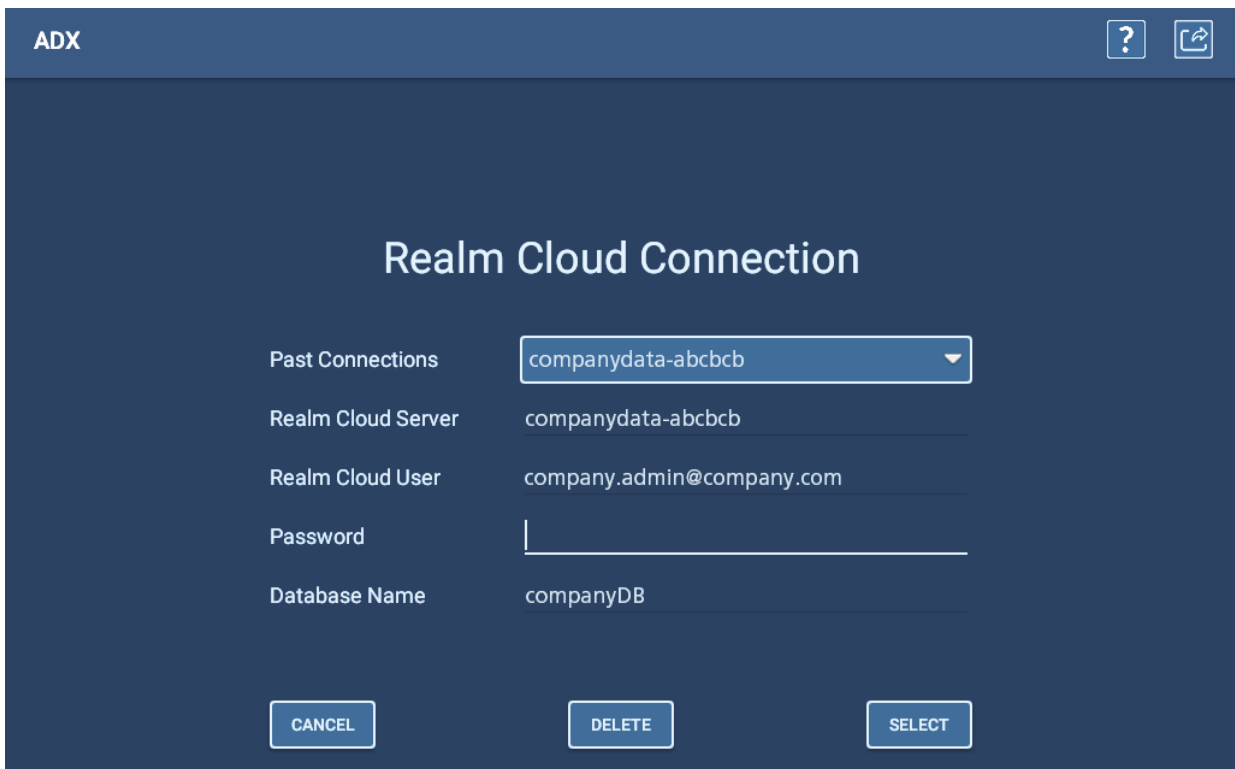 ADX ?
Realm Cloud Connection
Past Connections companydata-abcbcb
Realm Cloud Server companydata-abcbcb
Realm Cloud User company.admin@company.com
Password
Database Name companyDB
CANCEL DELETE SELECT